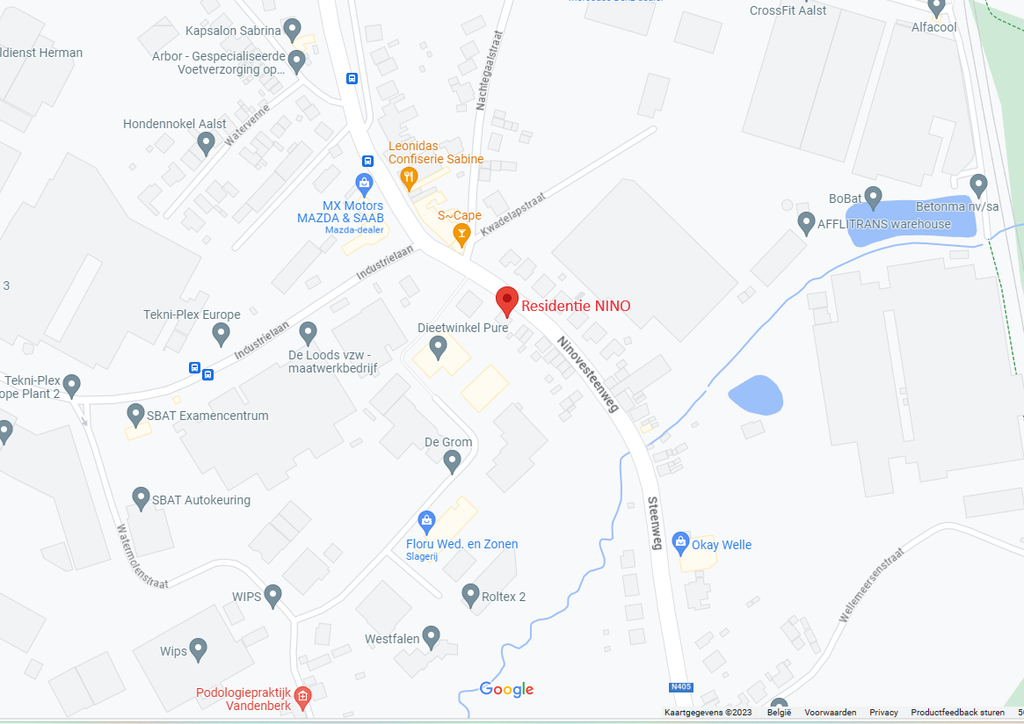 Mercedes-Benz dealer
CrossFit Aalst
Alfacool
Kapsalon Sabrina
ldienst Herman
Arbor - Gespecialiseerde
Voetverzorging op...
Nachtegaalstraat
Watervenne
Hondennokel Aalst
Leonidas
Confiserie Sabine
MX Motors
MAZDA & SAAB
Mazda-dealer
S~Cape
Kwadelapstraat
BoBat
Betonma nv/sa
AFFLITRANS warehouse
Industrielaan
3
Residentie NINO
Tekni-Plex Europe
Dieetwinkel Pure
Industrielaan
De Loods vzw -
maatwerkbedrijf
Ninovesteenweg
Tekni-Plex
ope Plant 2
SBAT Examencentrum
De Grom
SBAT Autokeuring
Steenweg
Watermolenstraat
Floru Wed. en Zonen
Slagerij
Okay Welle
Wellemeersenstraat
WIPS
Roltex 2
Westfalen
Wips
Podologiepraktijk
Vandenberk
Google
N405
Kaartgegevens ©2023 België Voorwaarden Privacy Productfeedback sturen 5